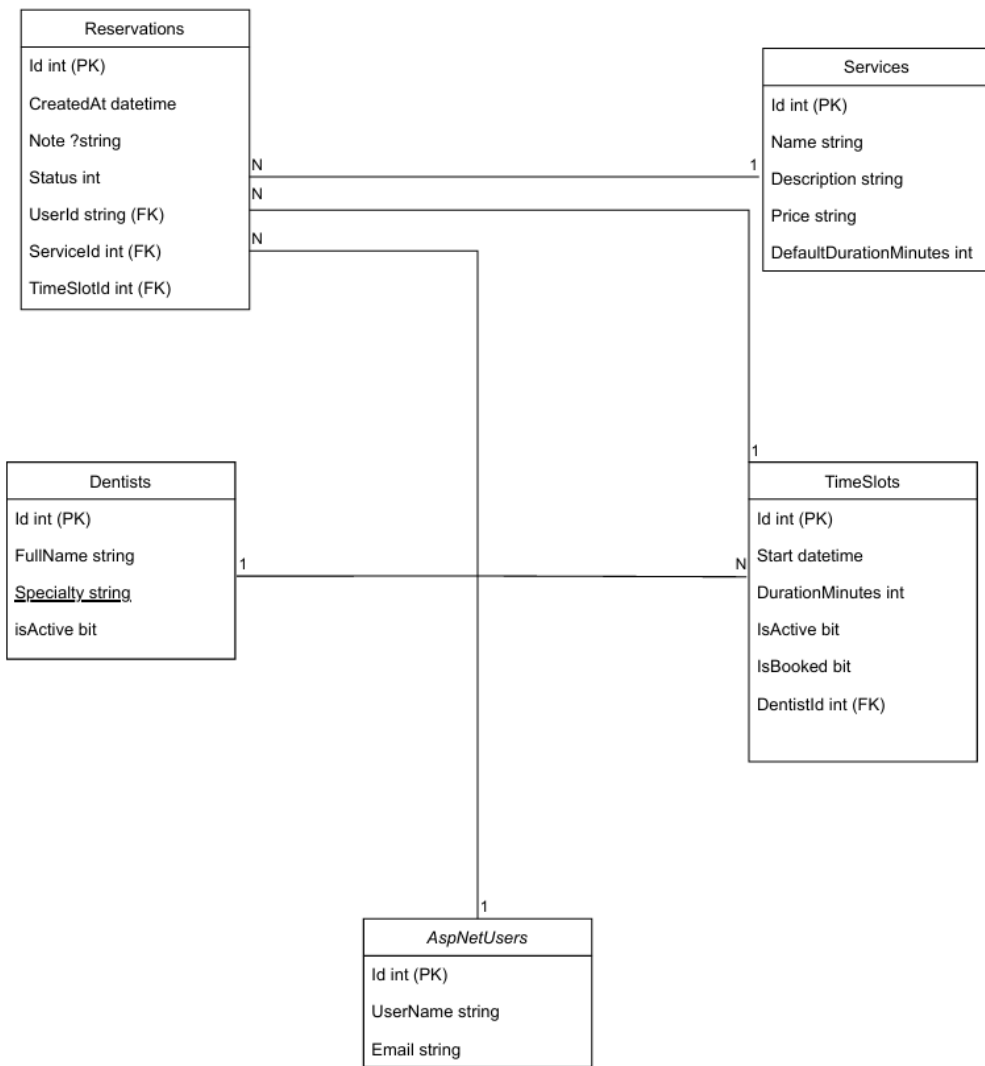 Reservations
Id int (PK)
CreatedAt datetime
Note ?string
Status int
UserId string (FK)
ServiceId int (FK)
TimeSlotId int (FK)
Services
Id int (PK)
Name string
Description string
Price string
DefaultDurationMinutes int
N
1
N
N
Dentists
Id int (PK)
FullName string
Specialty string
isActive bit
1
N
1
TimeSlots
Id int (PK)
Start datetime
DurationMinutes int
IsActive bit
IsBooked bit
DentistId int (FK)
1
AspNetUsers
Id int (PK)
UserName string
Email string